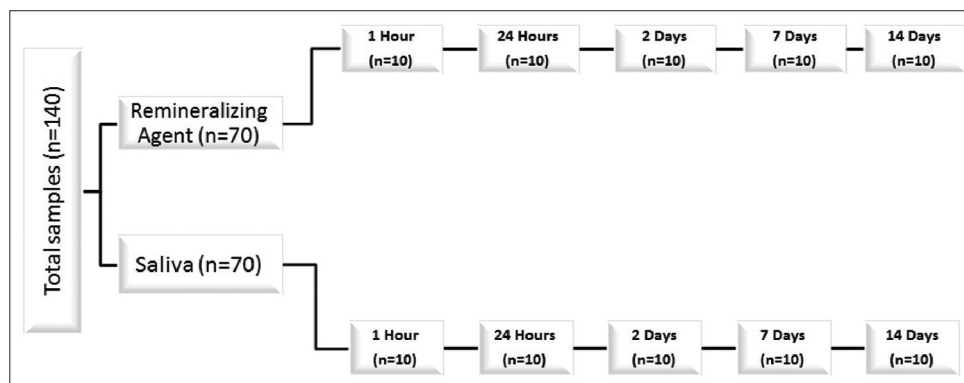 Total samples (n=140)
Remineralizing
Agent (n=70)
1 Hour
(n=10)
24 Hours
(n=10)
2 Days
(n=10)
7 Days
(n=10)
14 Days
(n=10)
Saliva (n=70)
1 Hour
(n=10)
24 Hours
(n=10)
2 Days
(n=10)
7 Days
(n=10)
14 Days
(n=10)